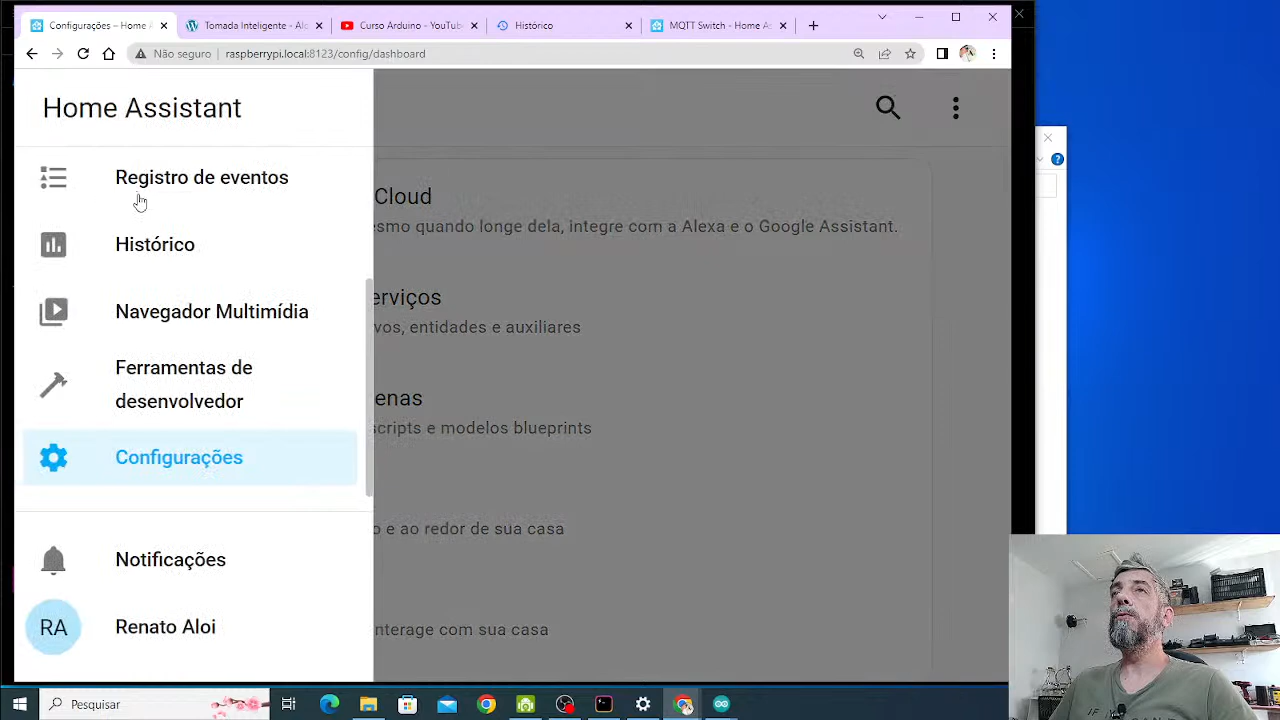 Configurações – Home A
Tomada Inteligente - Alo
Curso Arduino - YouTub
Histórico
MQTT Switch - Home As
Não seguro
raspberrypi.local:8123/config/dashboard
Home Assistant
Registro de eventos
Histórico
Navegador Multimídia
Ferramentas de
desenvolvedor
Configurações
Notificações
RA
Renato Aloi
Cloud
esmo quando longe dela, integre com a Alexa e o Google Assistant.
erviços
vos, entidades e auxiliares
enas
scripts e modelos blueprints
o e ao redor de sua casa
nterage com sua casa
Pesquisar